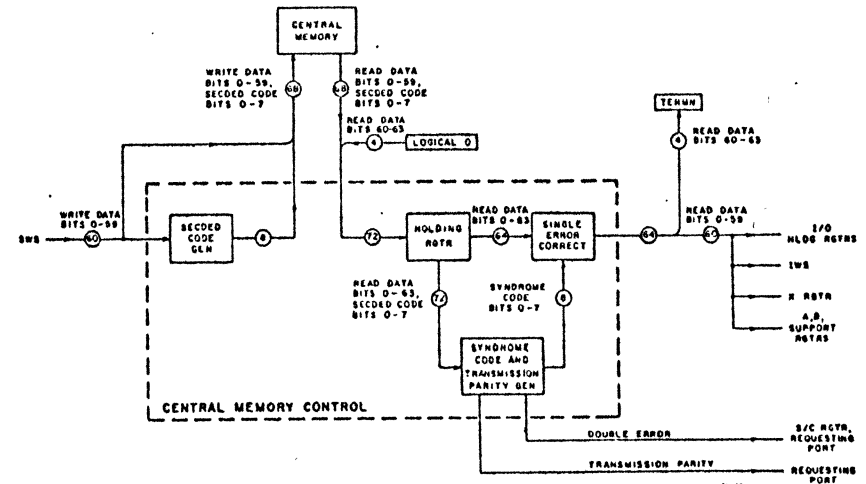 CENTRAL
MEMORY
WRITE DATA
BITS 0-59,
SECDED CODE
BITS 0-7
68
READ DATA
BITS 0-59,
SECDED CODE
BITS 0-7
68
READ DATA
BITS 60-63
4
LOGICAL 0
TERMN
4
READ DATA
BITS 60-63
SWS
WRITE DATA
BITS 0-59
60
SECDED
CODE
GEN
8
72
HOLDING
RGTR
READ DATA
BITS 0-63
64
SINGLE
ERROR
CORRECT
64
READ DATA
BITS 0-59
60
I/O
HLDG RGTRS
IWS
X RGTR
A,B,
SUPPORT
RGTRS
READ DATA
BITS 0-63,
SECDED CODE
BITS 0-7
72
SYNDROME
CODE
BITS 0-7
8
SYNDROME
CODE AND
TRANSMISSION
PARITY GEN
CENTRAL MEMORY CONTROL
DOUBLE ERROR
S/C RGTR,
REQUESTING
PORT
TRANSMISSION PARITY
REQUESTING
PORT